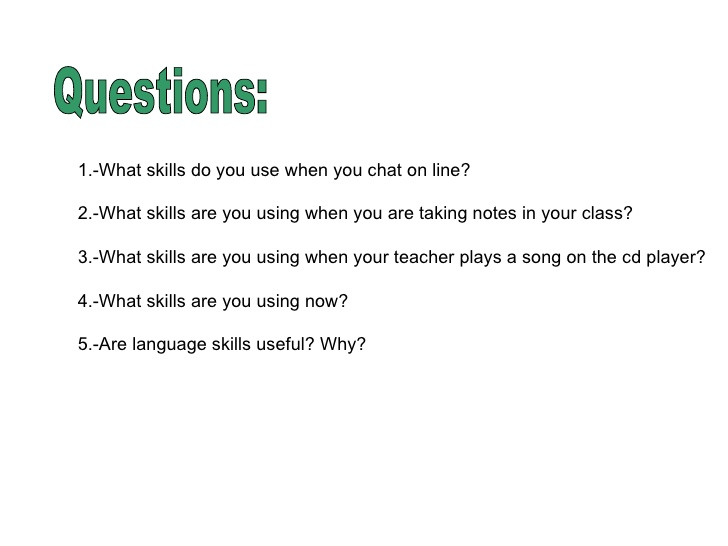 Questions:
1.-What skills do you use when you chat on line?
2.-What skills are you using when you are taking notes in your class?
3.-What skills are you using when your teacher plays a song on the cd player?
4.-What skills are you using now?
5.-Are language skills useful? Why?